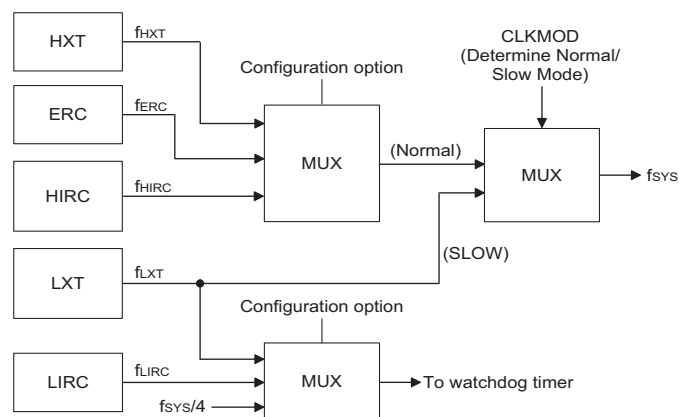 HXT
fHXT
ERC
fERC
HIRC
fHIRC
LXT
fLXT
LIRC
fLIRC
fSYS/4
Configuration option
MUX
(Normal)
CLKMOD
(Determine Normal/
Slow Mode)
MUX
fSYS
(SLOW)
Configuration option
MUX
To watchdog timer